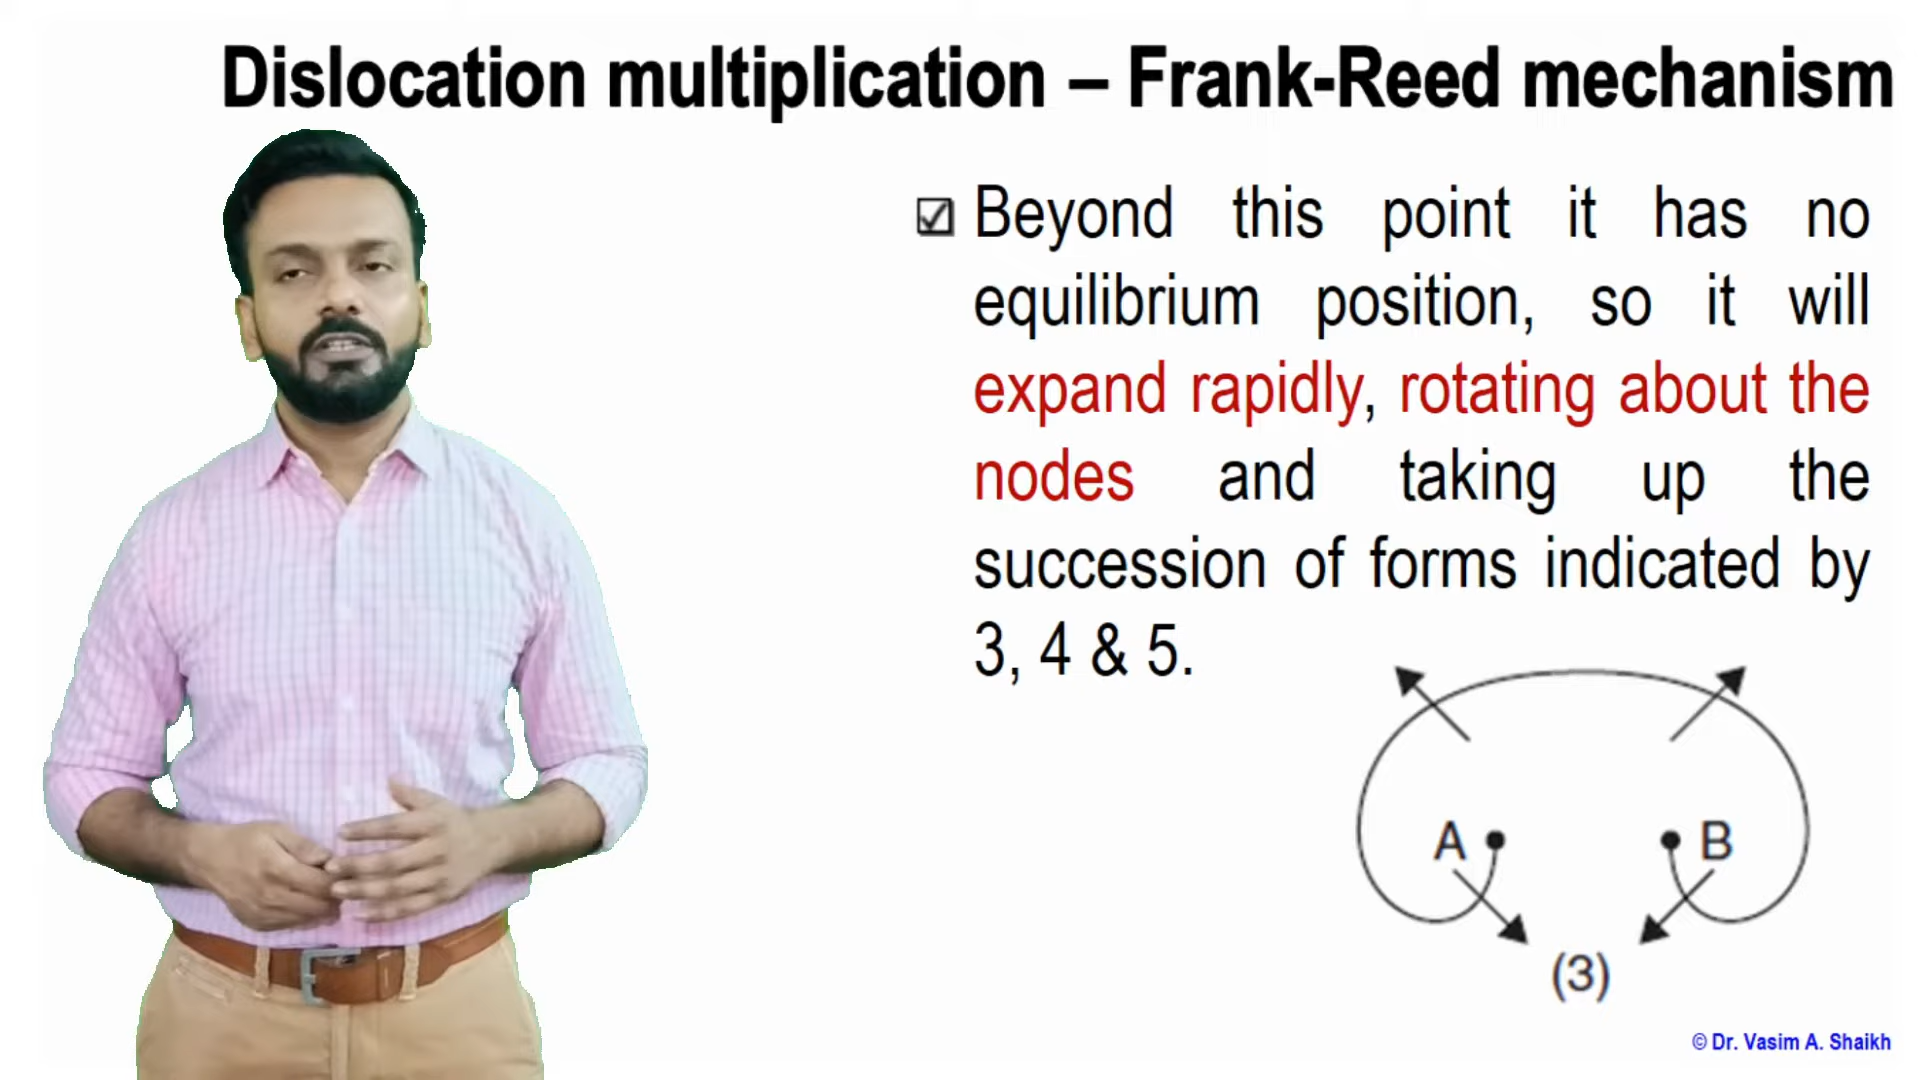 Dislocation multiplication – Frank-Reed mechanism
Beyond this point it has no
equilibrium position, so it will
expand rapidly, rotating about the
nodes and taking up the
succession of forms indicated by
3, 4 & 5.
A B
(3)
© Dr. Vasim A. Shaikh